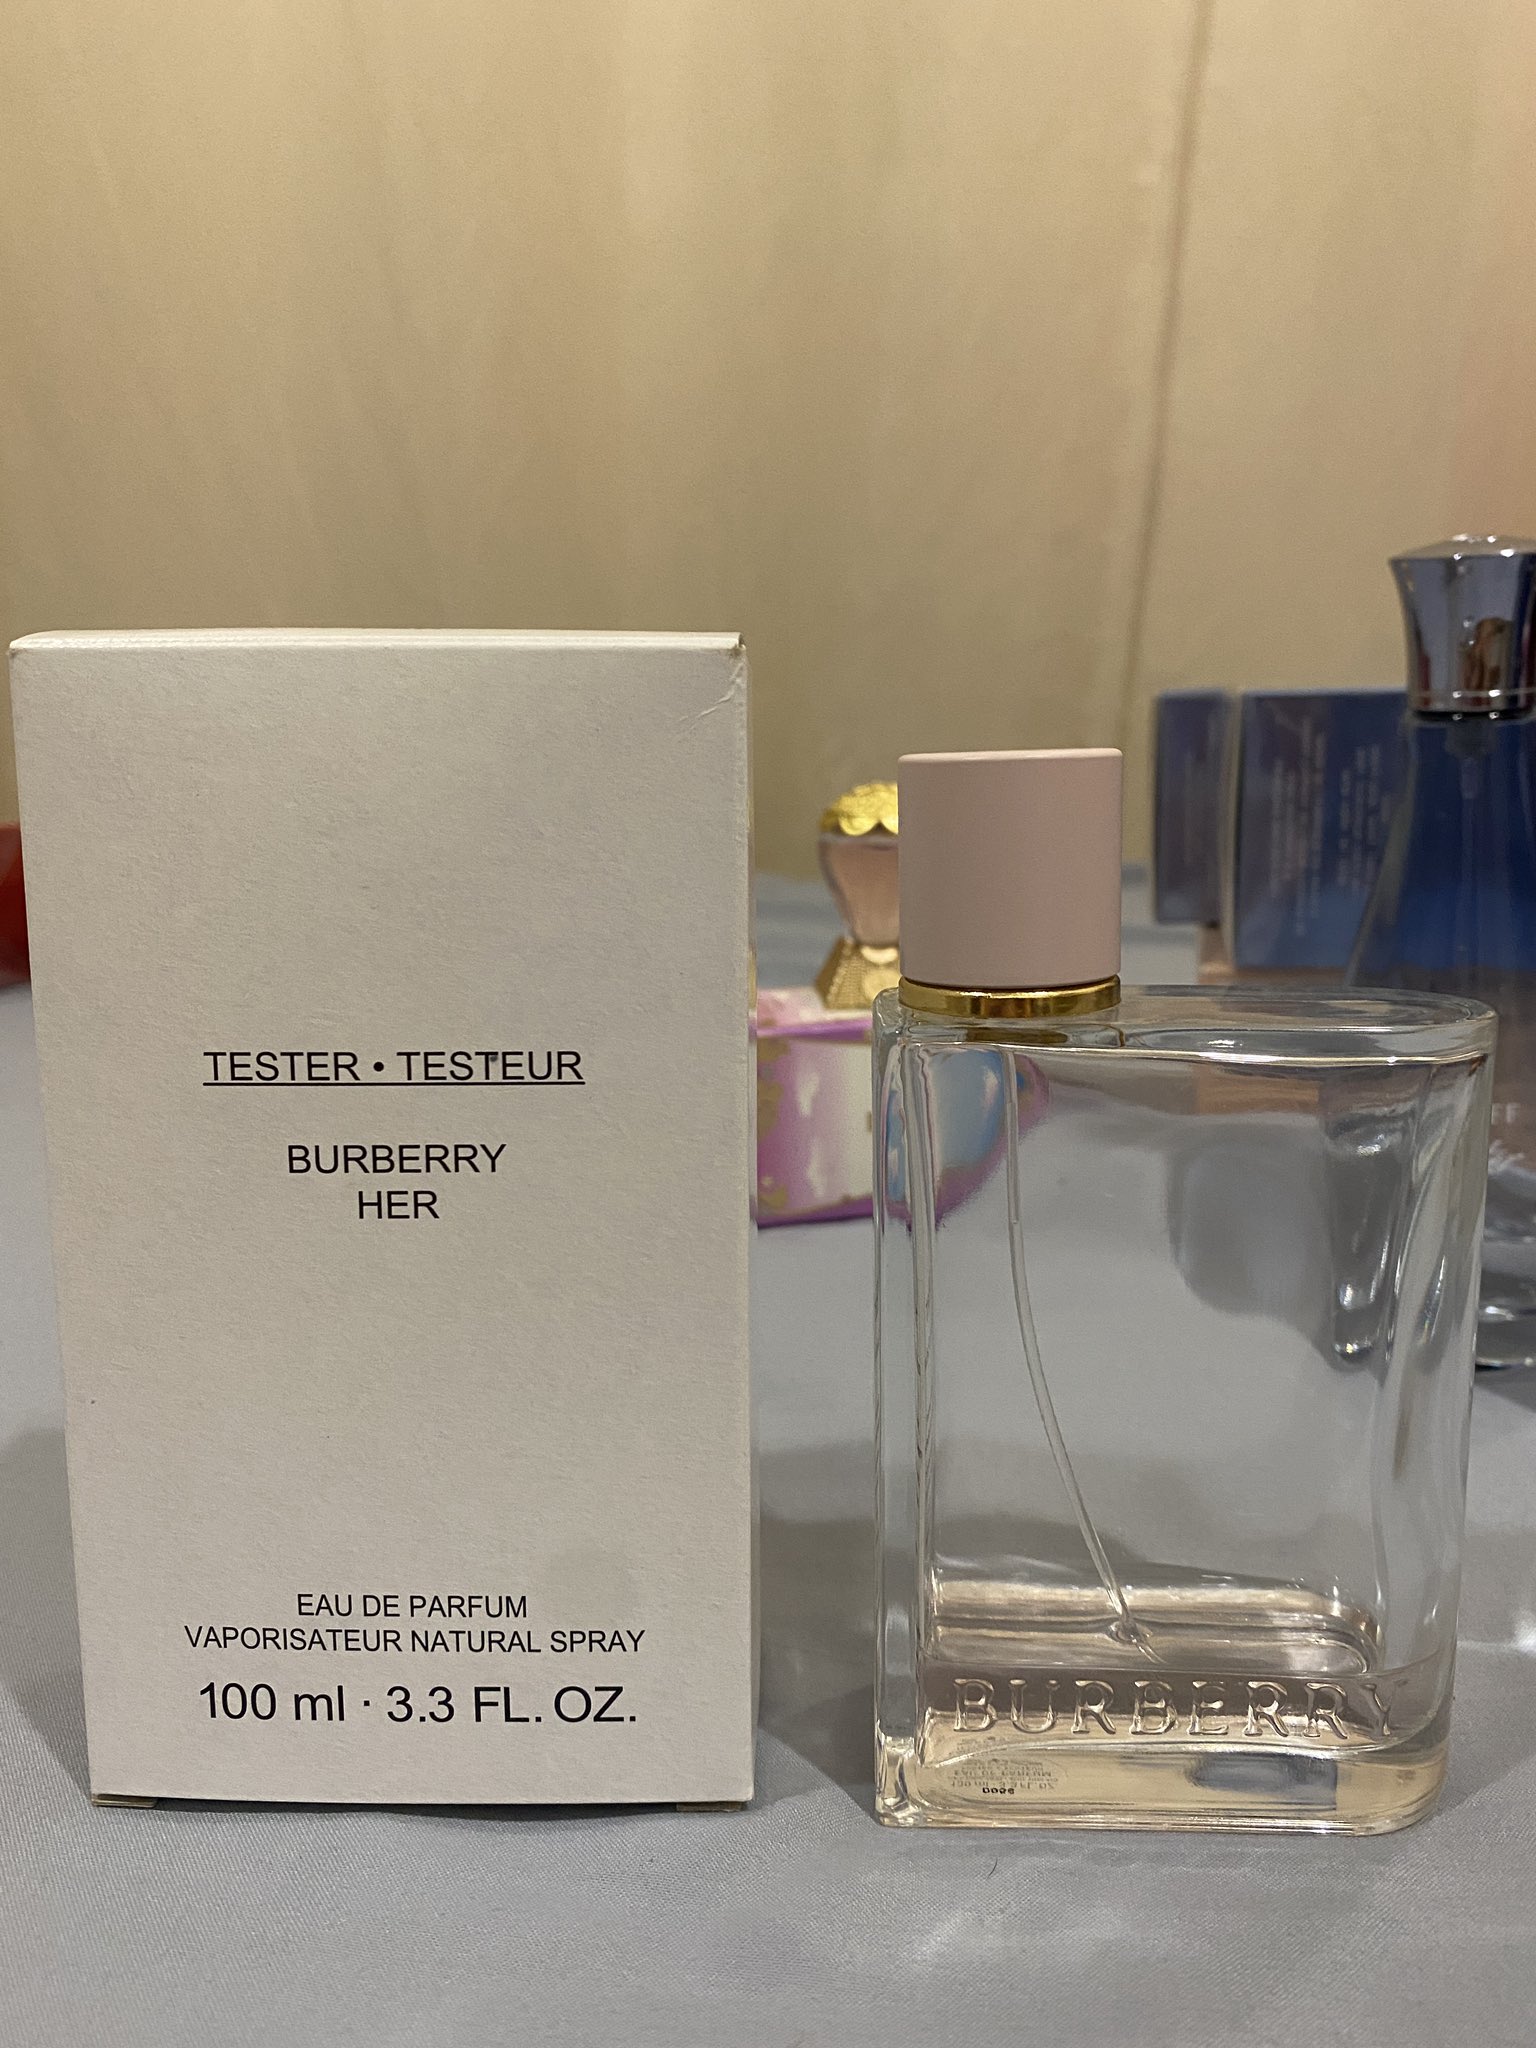 TESTER • TESTEUR
BURBERRY
HER
EAU DE PARFUM
VAPORISATEUR NATURAL SPRAY
100 ml · 3.3 FL. OZ.
BURBERRY